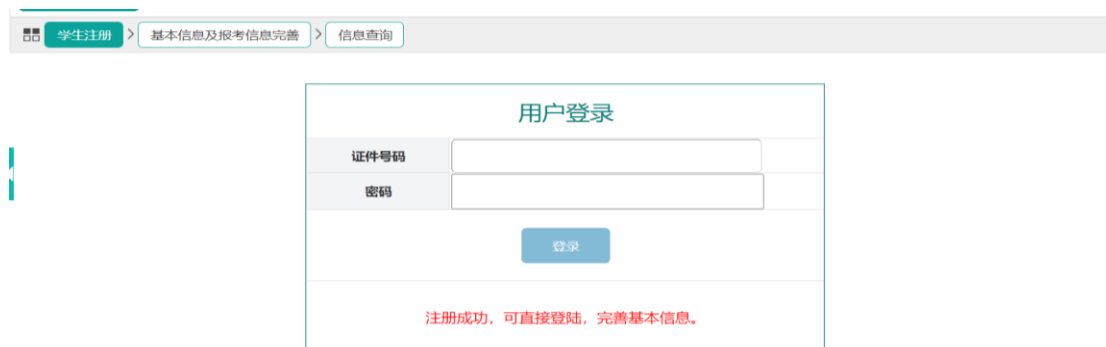 学生注册 > 基本信息及报考信息完善 > 信息查询
用户登录
证件号码
密码
登录
注册成功，可直接登陆，完善基本信息。